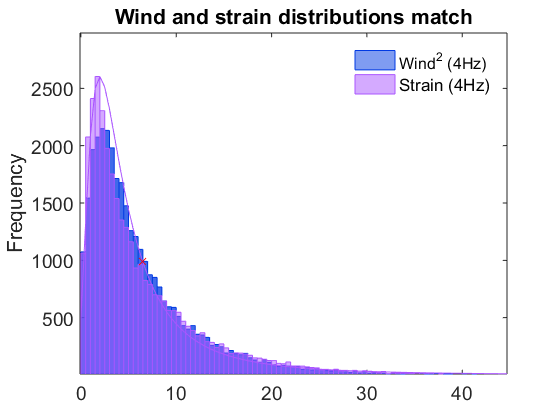 Wind and strain distributions match
Wind² (4Hz)
Strain (4Hz)
Frequency
2500
2000
1500
1000
500
0 10 20 30 40